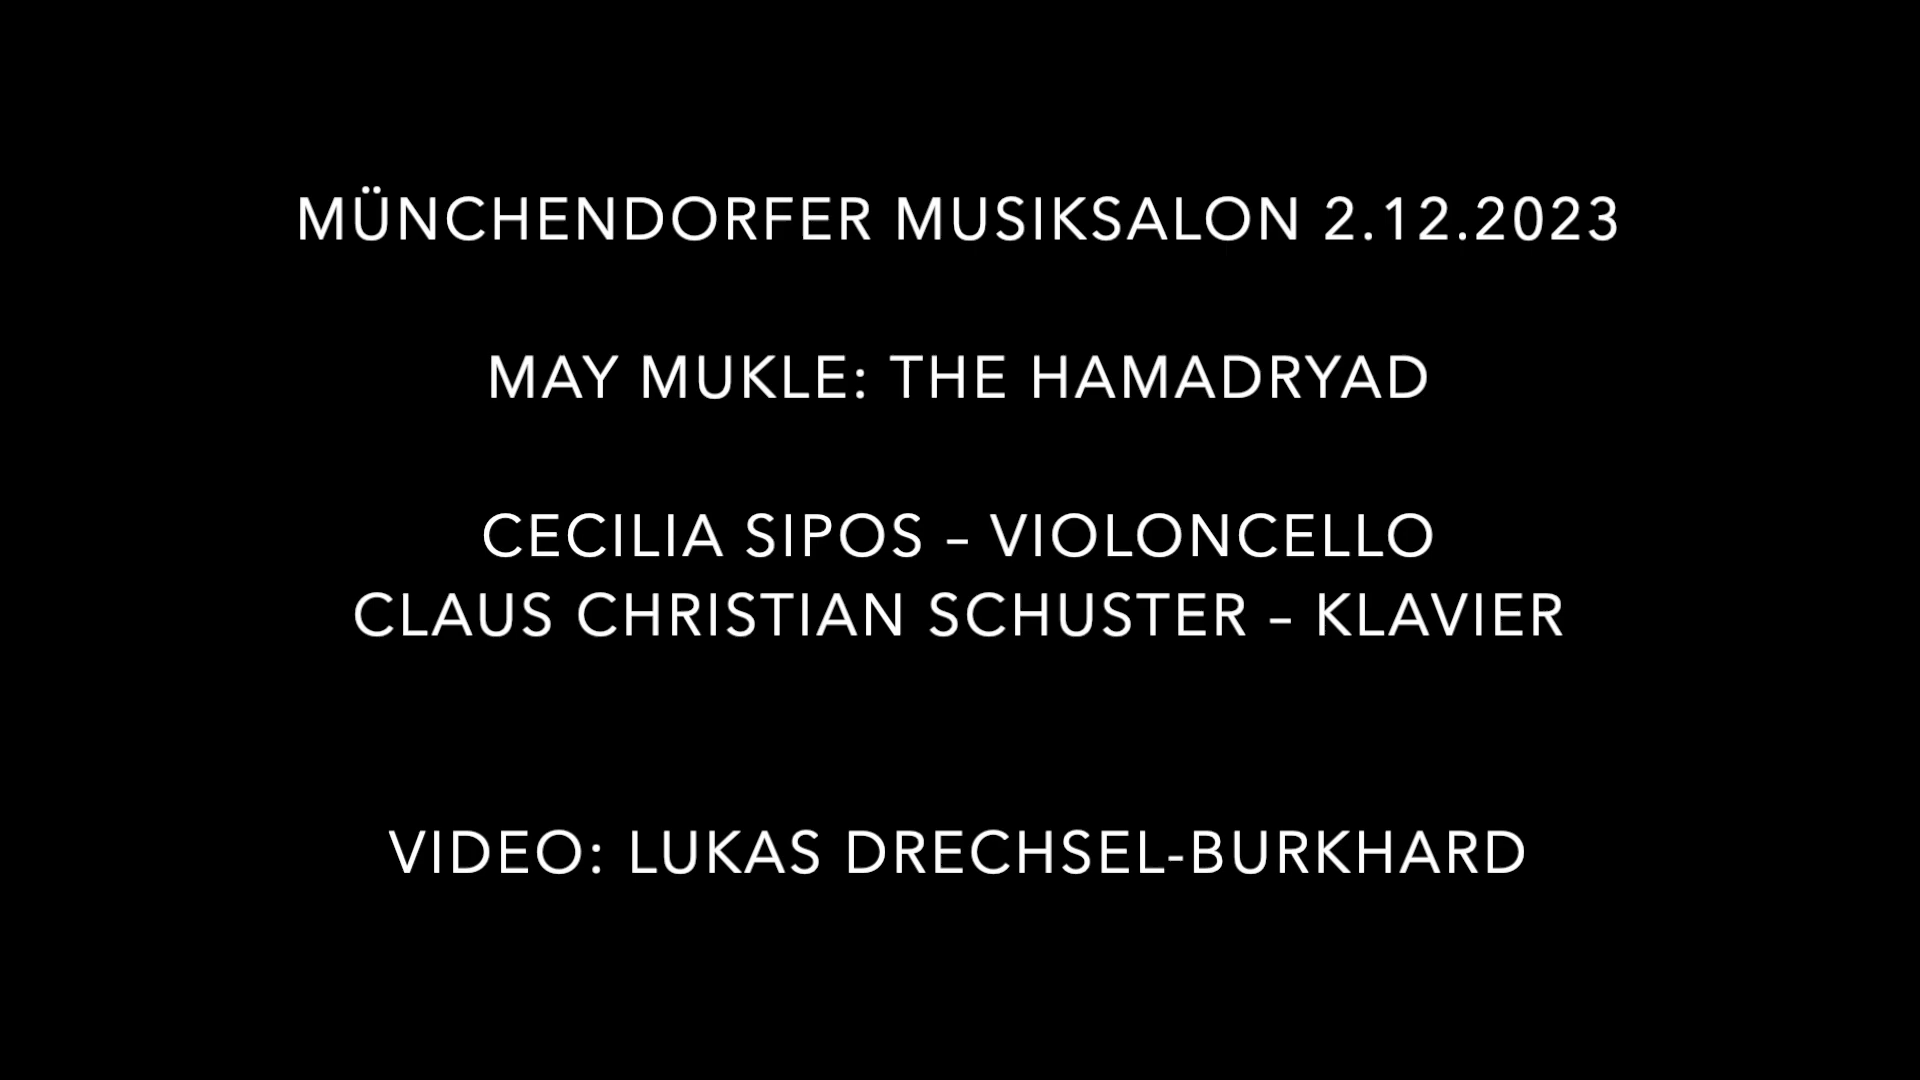 MÜNCHENDORFER MUSIKSALON 2.12.2023
MAY MUKLE: THE HAMADRYAD
CECILIA SIPOS – VIOLONCELLO
CLAUS CHRISTIAN SCHUSTER – KLAVIER
VIDEO: LUKAS DRECHSEL-BURKHARD